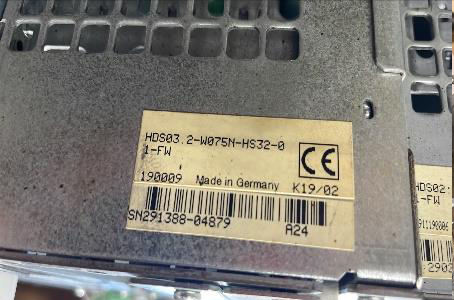 HDS03.2-W075N-HS32-0
1-FW
CE
190009 Made in Germany K19/02
SN291388-04879 A24
HDS02.
1-FW